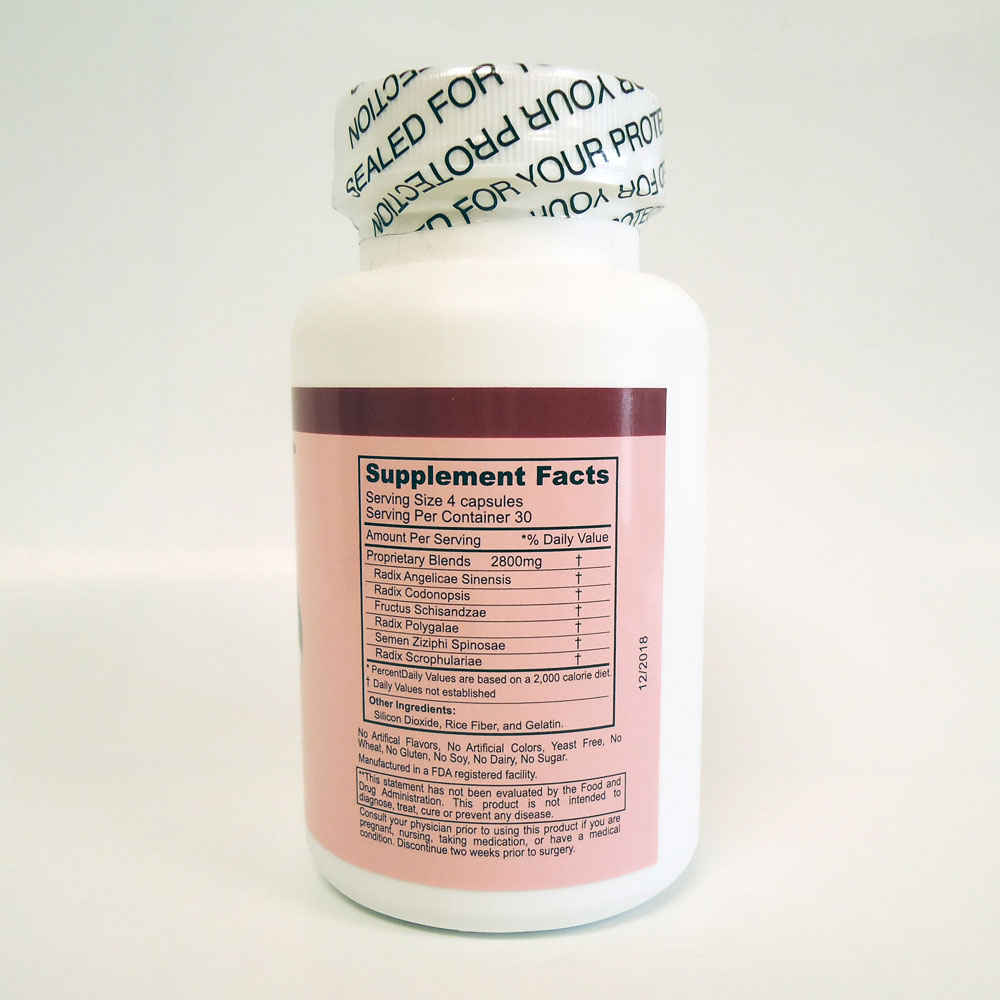 ECTION
SEALED FOR Y
PROTECTION
YOUR PROTECTION
ED FOR YOUR PROTE
FOR YOUR
D FOR
PROTE
Supplement Facts
Serving Size 4 capsules
Serving Per Container 30
Amount Per Serving *% Daily Value
Proprietary Blends 2800mg †
Radix Angelicae Sinensis †
Radix Codonopsis †
Fructus Schisandzae †
Radix Polygalae †
Semen Ziziphi Spinosae †
Radix Scrophulariae †
* PercentDaily Values are based on a 2,000 calorie diet.
† Daily Values not established
Other Ingredients:
Silicon Dioxide, Rice Fiber, and Gelatin.
No Artifical Flavors, No Artificial Colors, Yeast Free, No
Wheat, No Gluten, No Soy, No Dairy, No Sugar.
Manufactured in a FDA registered facility.
**This statement has not been evaluated by the Food and
Drug Administration. This product is not intended to
diagnose, treat, cure or prevent any disease.
Consult your physician prior to using this product if you are
pregnant, nursing, taking medication, or have a medical
condition. Discontinue two weeks prior to surgery.
12/2018